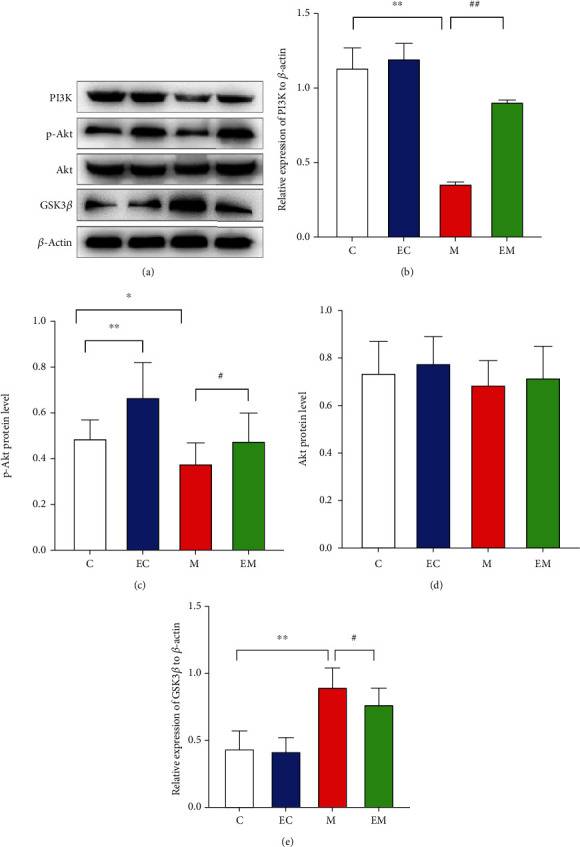 PI3K
p-Akt
Akt
GSK3β
β-Actin
(a)
Relative expression of PI3K to β-actin
1.5
1.0
0.5
0.0
**
##
C EC M EM
(b)
p-Akt protein level
1.0
0.8
0.6
0.4
0.2
0.0
*
**
#
C EC M EM
(c)
Akt protein level
1.0
0.8
0.6
0.4
0.2
0.0
C EC M EM
(d)
Relative expression of GSK3β to β-actin
1.5
1.0
0.5
0.0
**
#
C EC M EM
(e)